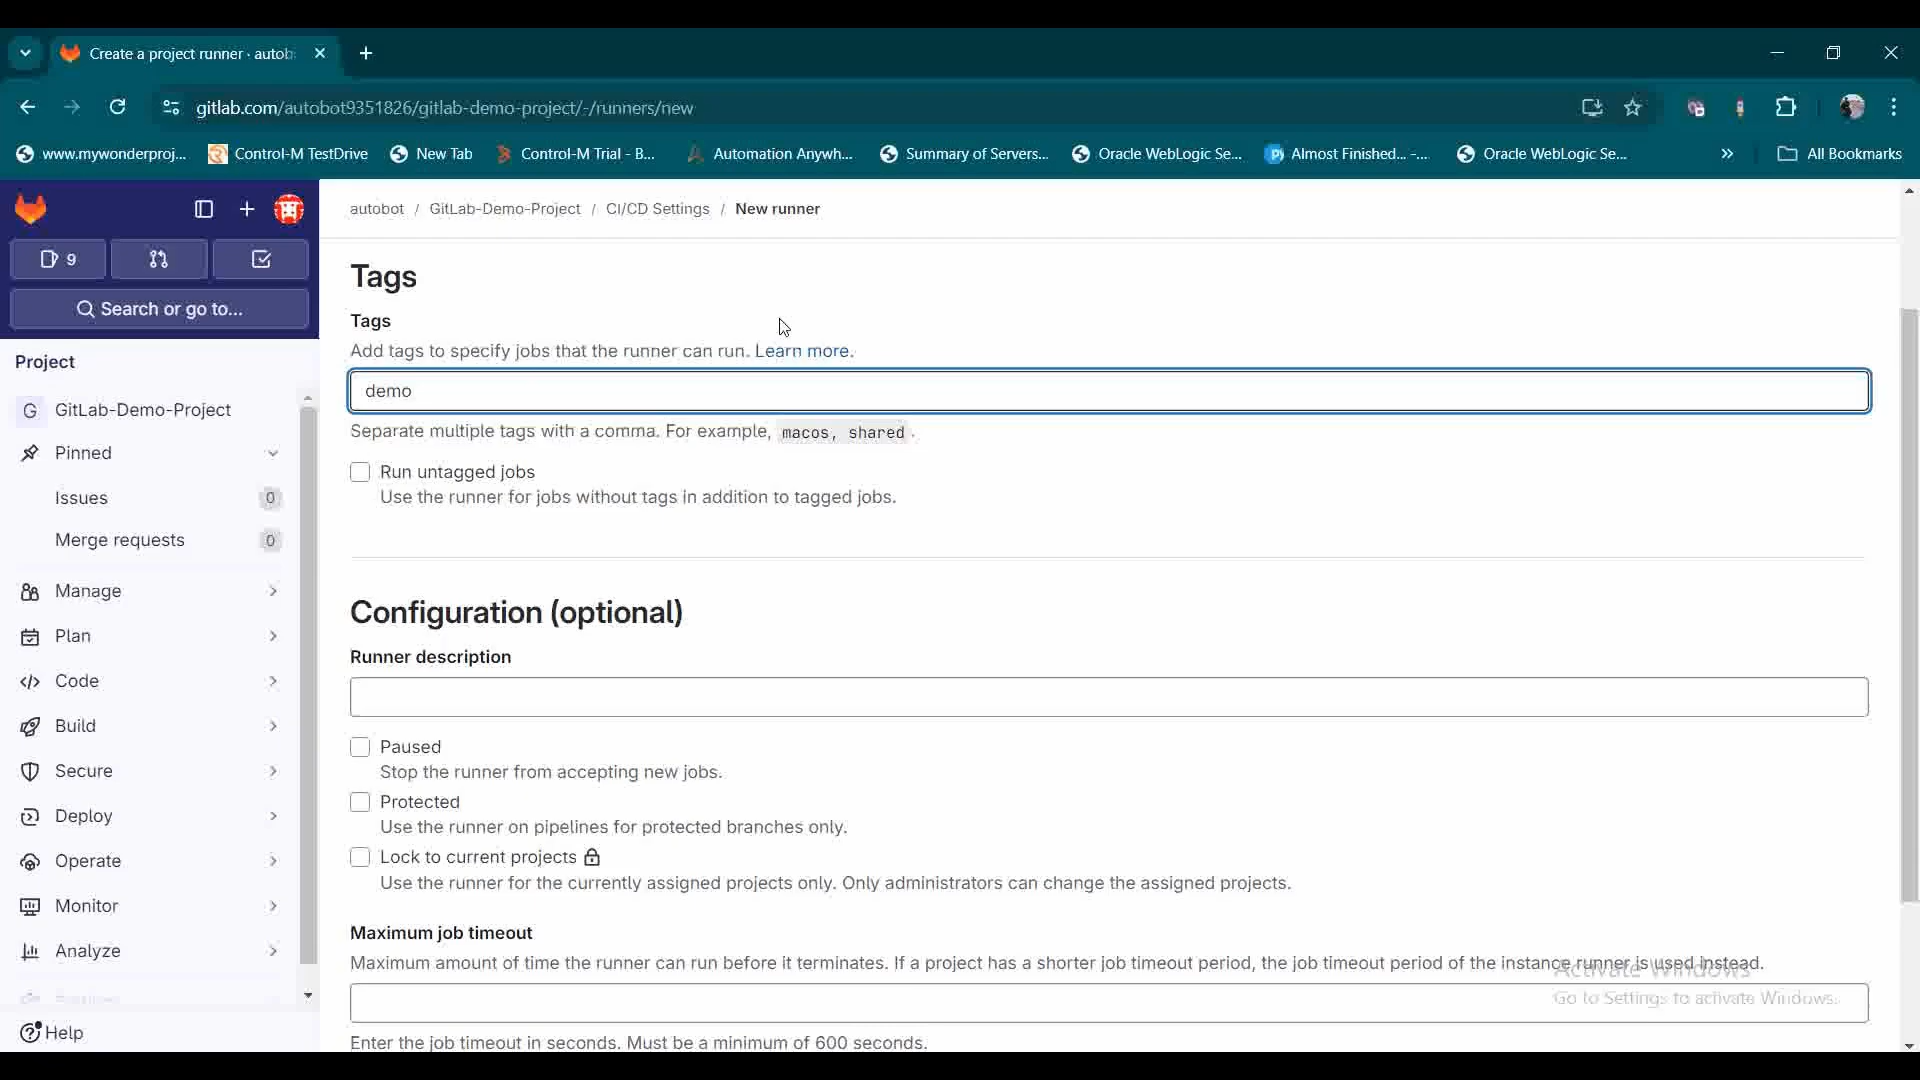 Create a project runner · autob
gitlab.com/autobot9351826/gitlab-demo-project/-/runners/new
www.mywonderproj...
Control-M TestDrive
New Tab
Control-M Trial - B...
Automation Anywh...
Summary of Servers...
Oracle WebLogic Se...
Almost Finished... -...
Oracle WebLogic Se...
All Bookmarks
autobot / GitLab-Demo-Project / CI/CD Settings / New runner
9
Search or go to...
Project
G GitLab-Demo-Project
Pinned
Issues 0
Merge requests 0
Manage
Plan
Code
Build
Secure
Deploy
Operate
Monitor
Analyze
Help
Tags
Tags
Add tags to specify jobs that the runner can run. Learn more.
demo
Separate multiple tags with a comma. For example, macos, shared .
Run untagged jobs
Use the runner for jobs without tags in addition to tagged jobs.
Configuration (optional)
Runner description
Paused
Stop the runner from accepting new jobs.
Protected
Use the runner on pipelines for protected branches only.
Lock to current projects
Use the runner for the currently assigned projects only. Only administrators can change the assigned projects.
Maximum job timeout
Maximum amount of time the runner can run before it terminates. If a project has a shorter job timeout period, the job timeout period of the instance runner is used instead.
Activate Windows
Go to Settings to activate Windows.
Enter the job timeout in seconds. Must be a minimum of 600 seconds.